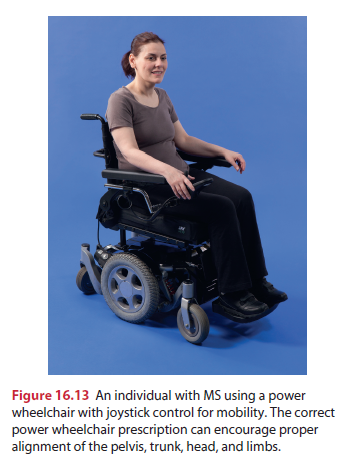 Figure 16.13 An individual with MS using a power
wheelchair with joystick control for mobility. The correct
power wheelchair prescription can encourage proper
alignment of the pelvis, trunk, head, and limbs.